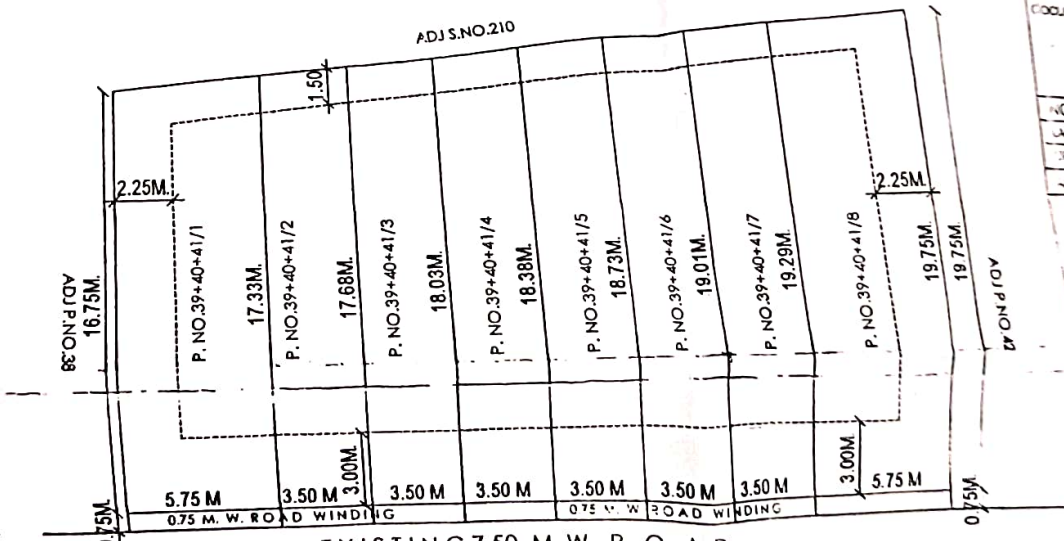 ADJ S.NO.210
1.50
2.25M.
2.25M.
ADJ P.NO.38
16.75M.
P. NO.39+40+41/1
17.33M.
P. NO.39+40+41/2
17.68M.
P. NO.39+40+41/3
18.03M.
P. NO.39+40+41/4
18.38M.
P. NO.39+40+41/5
18.73M.
P. NO.39+40+41/6
19.01M.
P. NO.39+40+41/7
19.29M.
P. NO.39+40+41/8
19.75M.
19.75M.
ADJ P.NO.42
3.00M.
3.00M.
5.75 M
3.50 M
3.50 M
3.50 M
3.50 M
3.50 M
3.50 M
5.75 M
0.75M.
0.75 M. W. ROAD WINDING
0.75 M. W ROAD WINDING
EXISTING 7.50 M W R O A D